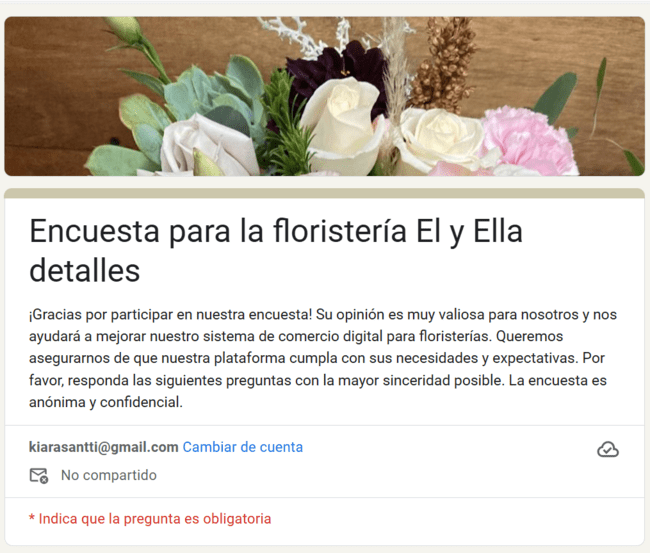 Encuesta para la floristería El y Ella
detalles
¡Gracias por participar en nuestra encuesta! Su opinión es muy valiosa para nosotros y nos
ayudará a mejorar nuestro sistema de comercio digital para floristerías. Queremos
asegurarnos de que nuestra plataforma cumpla con sus necesidades y expectativas. Por
favor, responda las siguientes preguntas con la mayor sinceridad posible. La encuesta es
anónima y confidencial.
kiarasantti@gmail.com Cambiar de cuenta
No compartido
* Indica que la pregunta es obligatoria